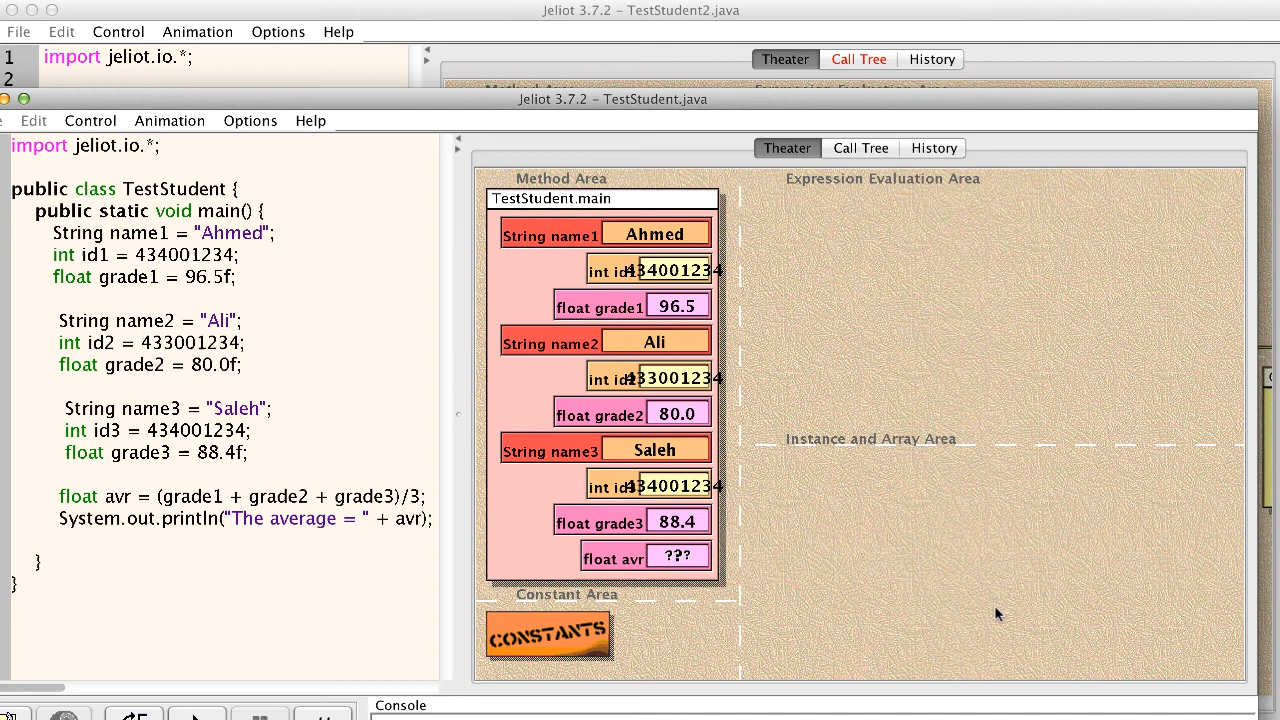 Jeliot 3.7.2 – TestStudent2.java
File Edit Control Animation Options Help
1 import jeliot.io.*;
2
Theater Call Tree History
Jeliot 3.7.2 – TestStudent.java
Edit Control Animation Options Help
Theater Call Tree History
import jeliot.io.*;
public class TestStudent {
public static void main() {
String name1 = "Ahmed";
int id1 = 434001234;
float grade1 = 96.5f;
String name2 = "Ali";
int id2 = 433001234;
float grade2 = 80.0f;
String name3 = "Saleh";
int id3 = 434001234;
float grade3 = 88.4f;
float avr = (grade1 + grade2 + grade3)/3;
System.out.println("The average = " + avr);
}
}
Method Area
TestStudent.main
String name1 Ahmed
int 434001234
float grade1 96.5
String name2 Ali
int 433001234
float grade2 80.0
String name3 Saleh
int 434001234
float grade3 88.4
float avr ???
Constant Area
CONSTANTS
Expression Evaluation Area
Instance and Array Area
Console